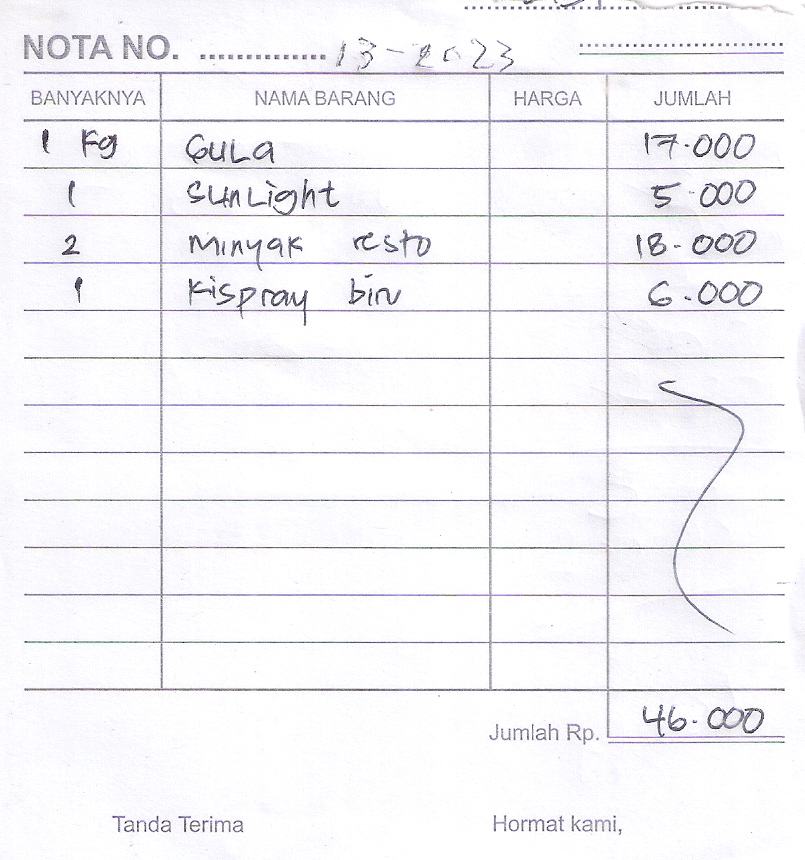 NOTA NO. 13-2023
BANYAKNYA NAMA BARANG HARGA JUMLAH
1 Kg Gula 17.000
1 Sunlight 5.000
2 Minyak resto 18.000
1 Kispray biru 6.000
Jumlah Rp. 46.000
Tanda Terima Hormat kami,